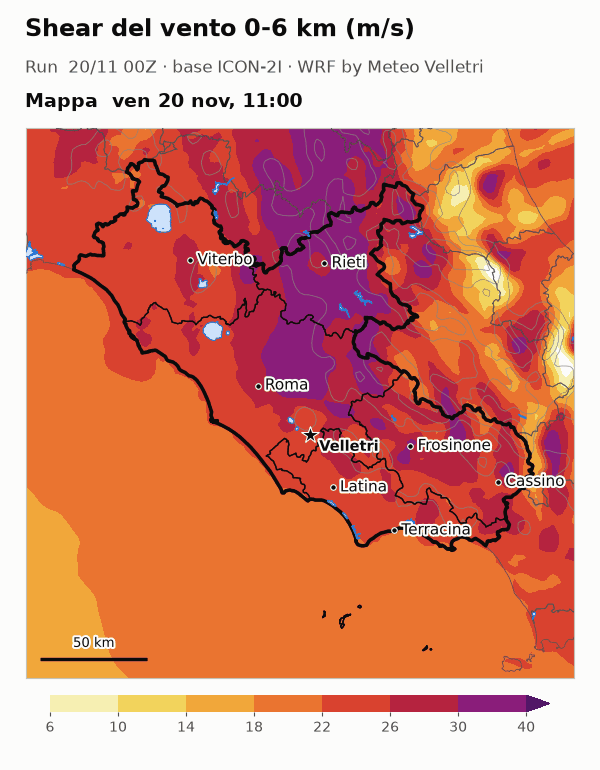 Shear del vento 0-6 km (m/s)
Run  20/11 00Z · base ICON-2I · WRF by Meteo Velletri
Mappa  ven 20 nov, 11:00
Viterbo
Rieti
Roma
Velletri
Frosinone
Cassino
Latina
Terracina
50 km
6 10 14 18 22 26 30 40